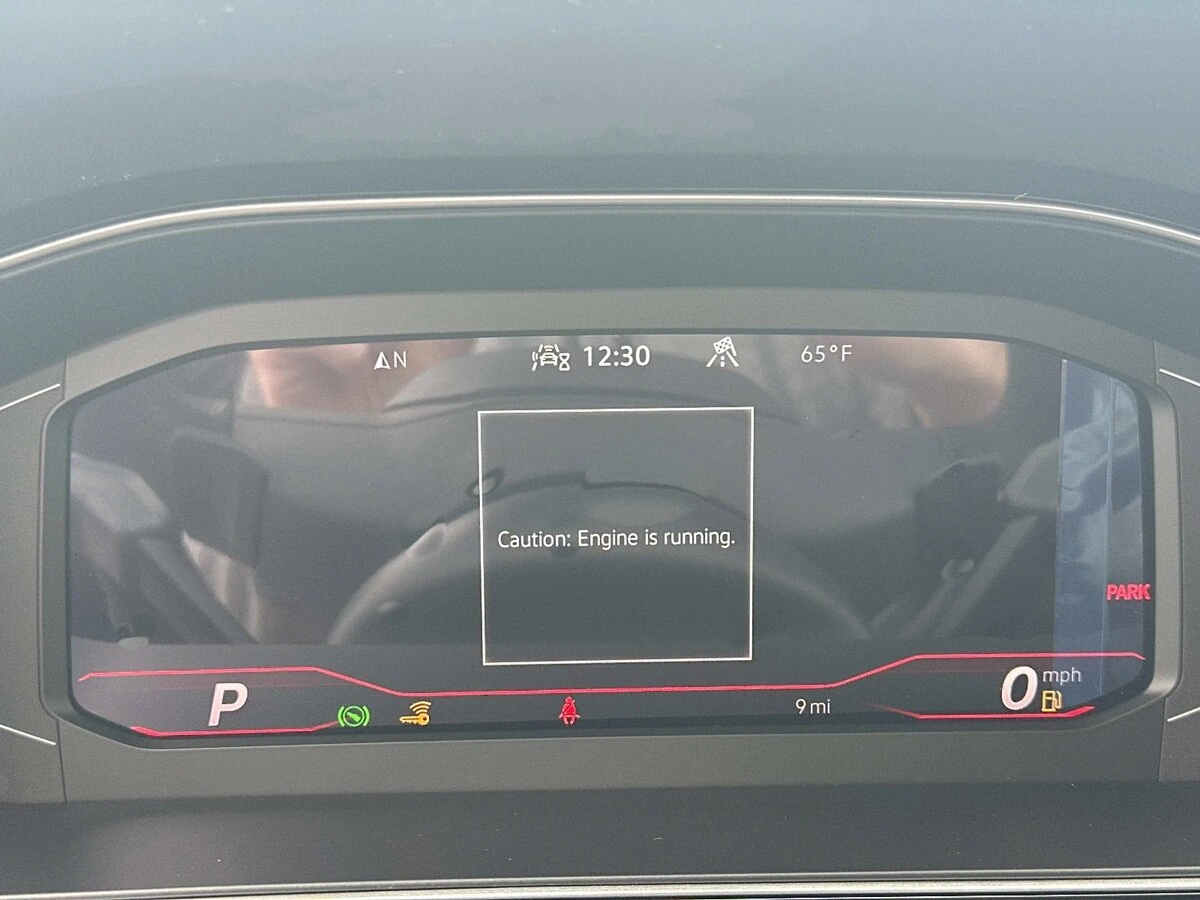 N
12:30
65°F
Caution: Engine is running.
PARK
P
9 mi
0 mph